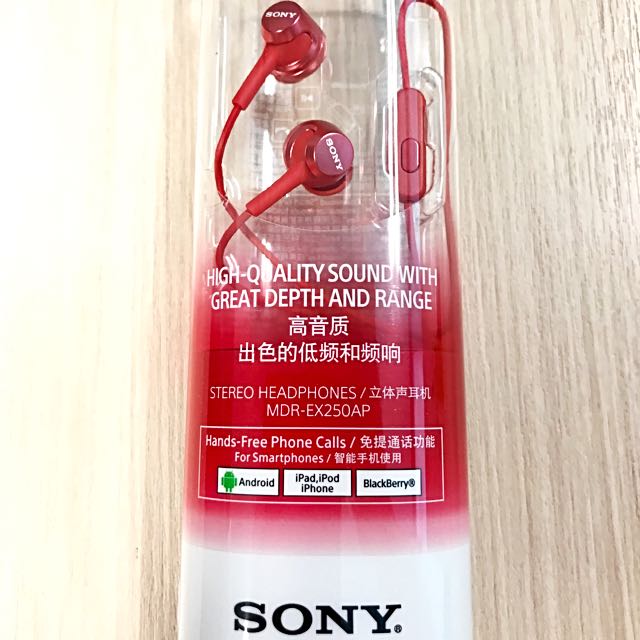 SONY
SONY
HIGH-QUALITY SOUND WITH
GREAT DEPTH AND RANGE
高音质
出色的低频和频响
STEREO HEADPHONES / 立体声耳机
MDR-EX250AP
Hands-Free Phone Calls / 免提通话功能
For Smartphones / 智能手机使用
Android
iPad,iPod
iPhone
BlackBerry®
SONY®